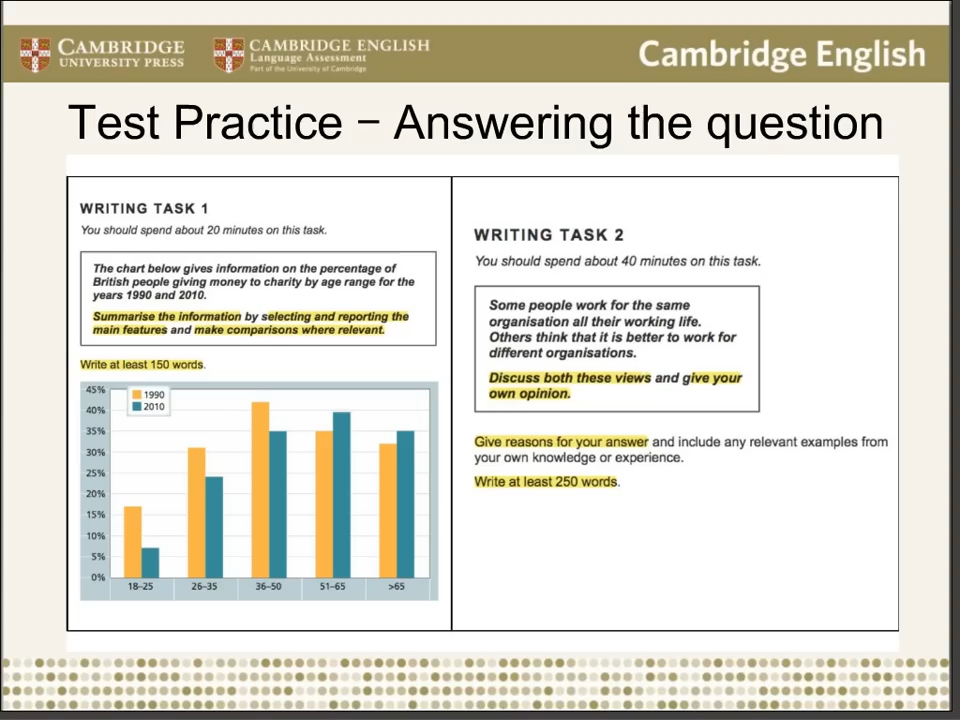 CAMBRIDGE
UNIVERSITY PRESS
CAMBRIDGE ENGLISH
Language Assessment
Part of the University of Cambridge
Cambridge English
Test Practice – Answering the question
WRITING TASK 1
You should spend about 20 minutes on this task.
The chart below gives information on the percentage of
British people giving money to charity by age range for the
years 1990 and 2010.
Summarise the information by selecting and reporting the
main features and make comparisons where relevant.
Write at least 150 words.
45%
40%
35%
30%
25%
20%
15%
10%
5%
0%
1990
2010
18–25
26–35
36–50
51–65
>65
WRITING TASK 2
You should spend about 40 minutes on this task.
Some people work for the same
organisation all their working life.
Others think that it is better to work for
different organisations.
Discuss both these views and give your
own opinion.
Give reasons for your answer and include any relevant examples from
your own knowledge or experience.
Write at least 250 words.